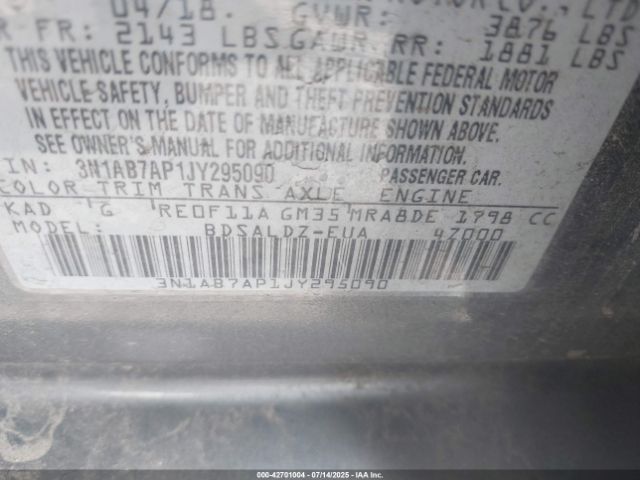 04/18. GVWR: 3876 LBS
FR: 2143 LBS GAWR RR: 1881 LBS
THIS VEHICLE CONFORMS TO ALL APPLICABLE FEDERAL MOTOR
VEHICLE SAFETY, BUMPER AND THEFT PREVENTION STANDARDS
IN EFFECT ON THE DATE OF MANUFACTURE SHOWN ABOVE.
SEE OWNER'S MANUAL FOR ADDITIONAL INFORMATION.
IN: 3N1AB7AP1JY295090 PASSENGER CAR.
COLOR TRIM TRANS AXLE ENGINE
KAD G RE0F11A GM35 MRA8DE 1798 CC
BDSALDZ-EUA 47000
3N1AB7AP1JY295090
000-42701004 | 07/14/2025 | IAA, Inc.